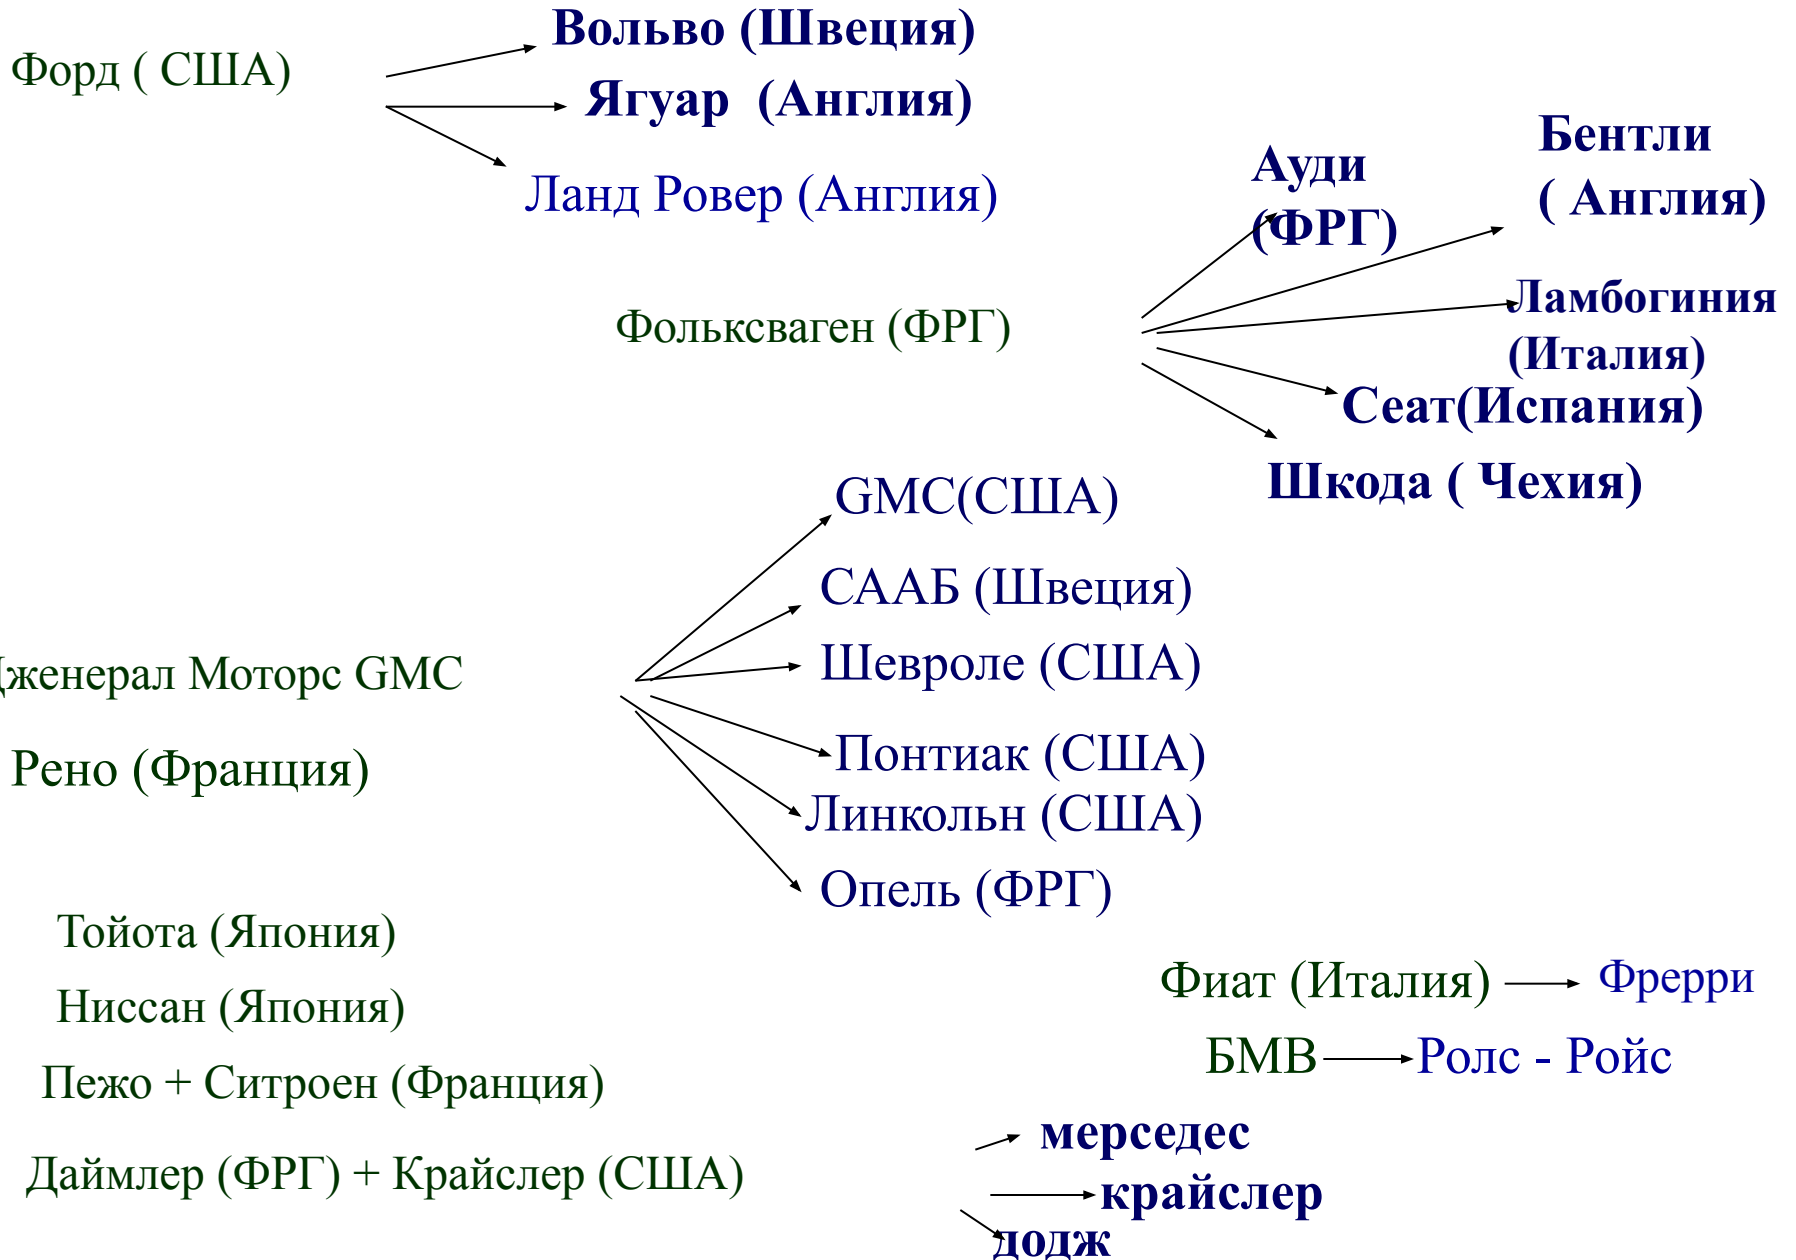 Форд ( США)
Вольво (Швеция)
Ягуар (Англия)
Ланд Ровер (Англия)
Фольксваген (ФРГ)
Ауди
(ФРГ)
Бентли
( Англия)
Ламбогиния
(Италия)
Сеат(Испания)
Шкода ( Чехия)
Дженерал Моторс GMC
GMC(США)
СААБ (Швеция)
Шевроле (США)
Понтиак (США)
Линкольн (США)
Опель (ФРГ)
Рено (Франция)
Тойота (Япония)
Ниссан (Япония)
Пежо + Ситроен (Франция)
Фиат (Италия)
Фрерри
БМВ
Ролс - Ройс
Даймлер (ФРГ) + Крайслер (США)
мерседес
крайслер
додж